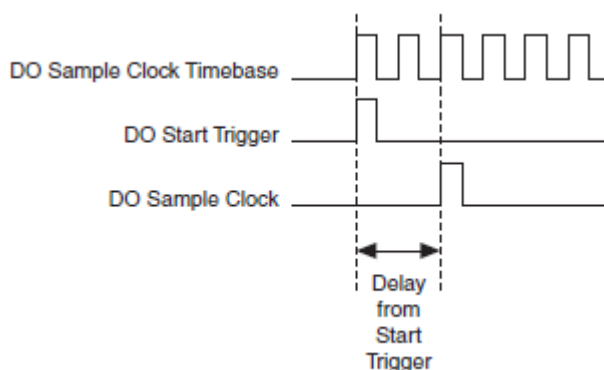 DO Sample Clock Timebase
DO Start Trigger
DO Sample Clock
Delay
from
Start
Trigger